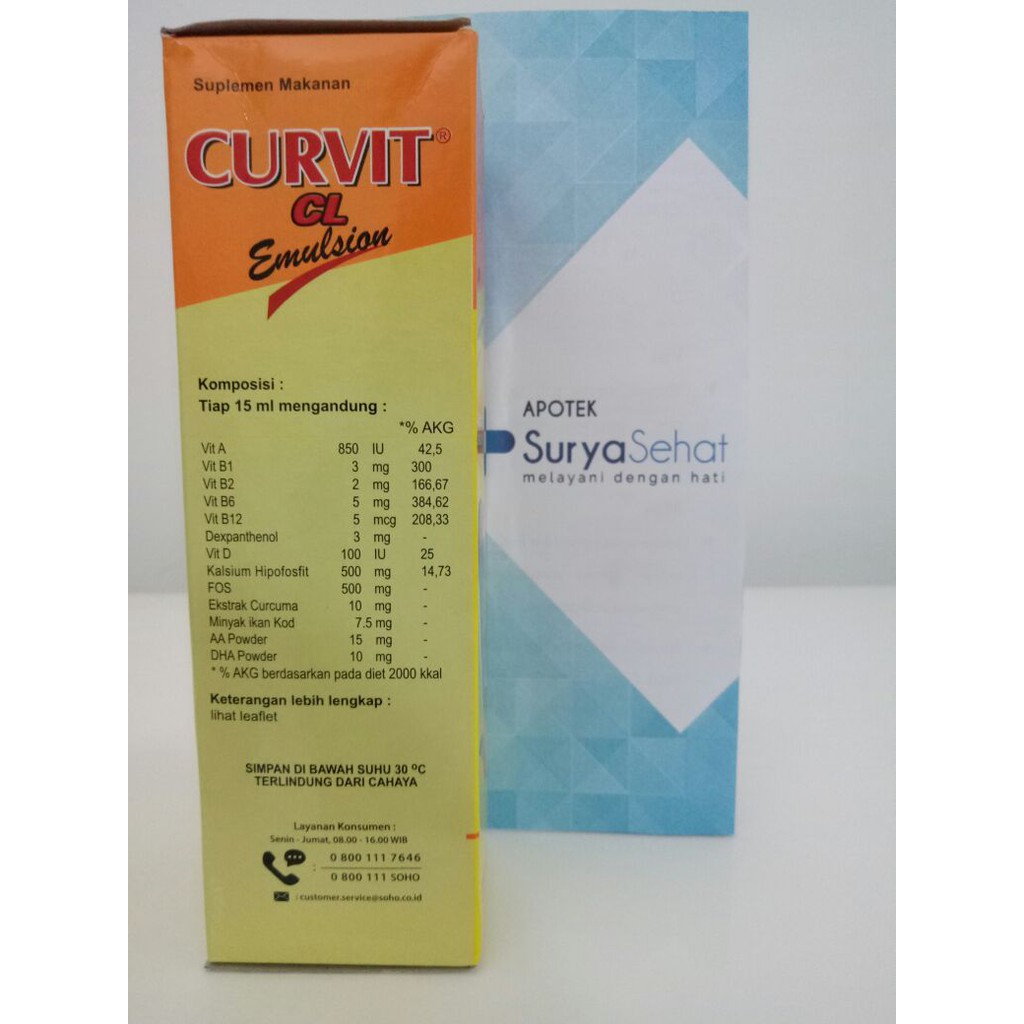 Suplemen Makanan
CURVIT®
CL
Emulsion
Komposisi :
Tiap 15 ml mengandung :
*% AKG
Vit A 850 IU 42,5
Vit B1 3 mg 300
Vit B2 2 mg 166,67
Vit B6 5 mg 384,62
Vit B12 5 mcg 208,33
Dexpanthenol 3 mg -
Vit D 100 IU 25
Kalsium Hipofosfit 500 mg 14,73
FOS 500 mg -
Ekstrak Curcuma 10 mg -
Minyak ikan Kod 7.5 mg -
AA Powder 15 mg -
DHA Powder 10 mg -
* % AKG berdasarkan pada diet 2000 kkal
Keterangan lebih lengkap :
lihat leaflet
SIMPAN DI BAWAH SUHU 30 ºC
TERLINDUNG DARI CAHAYA
Layanan Konsumen :
Senin - Jumat, 08.00 - 16.00 WIB
: 0 800 111 7646
0 800 111 SOHO
: customer.service@soho.co.id
APOTEK
SuryaSehat
melayani dengan hati